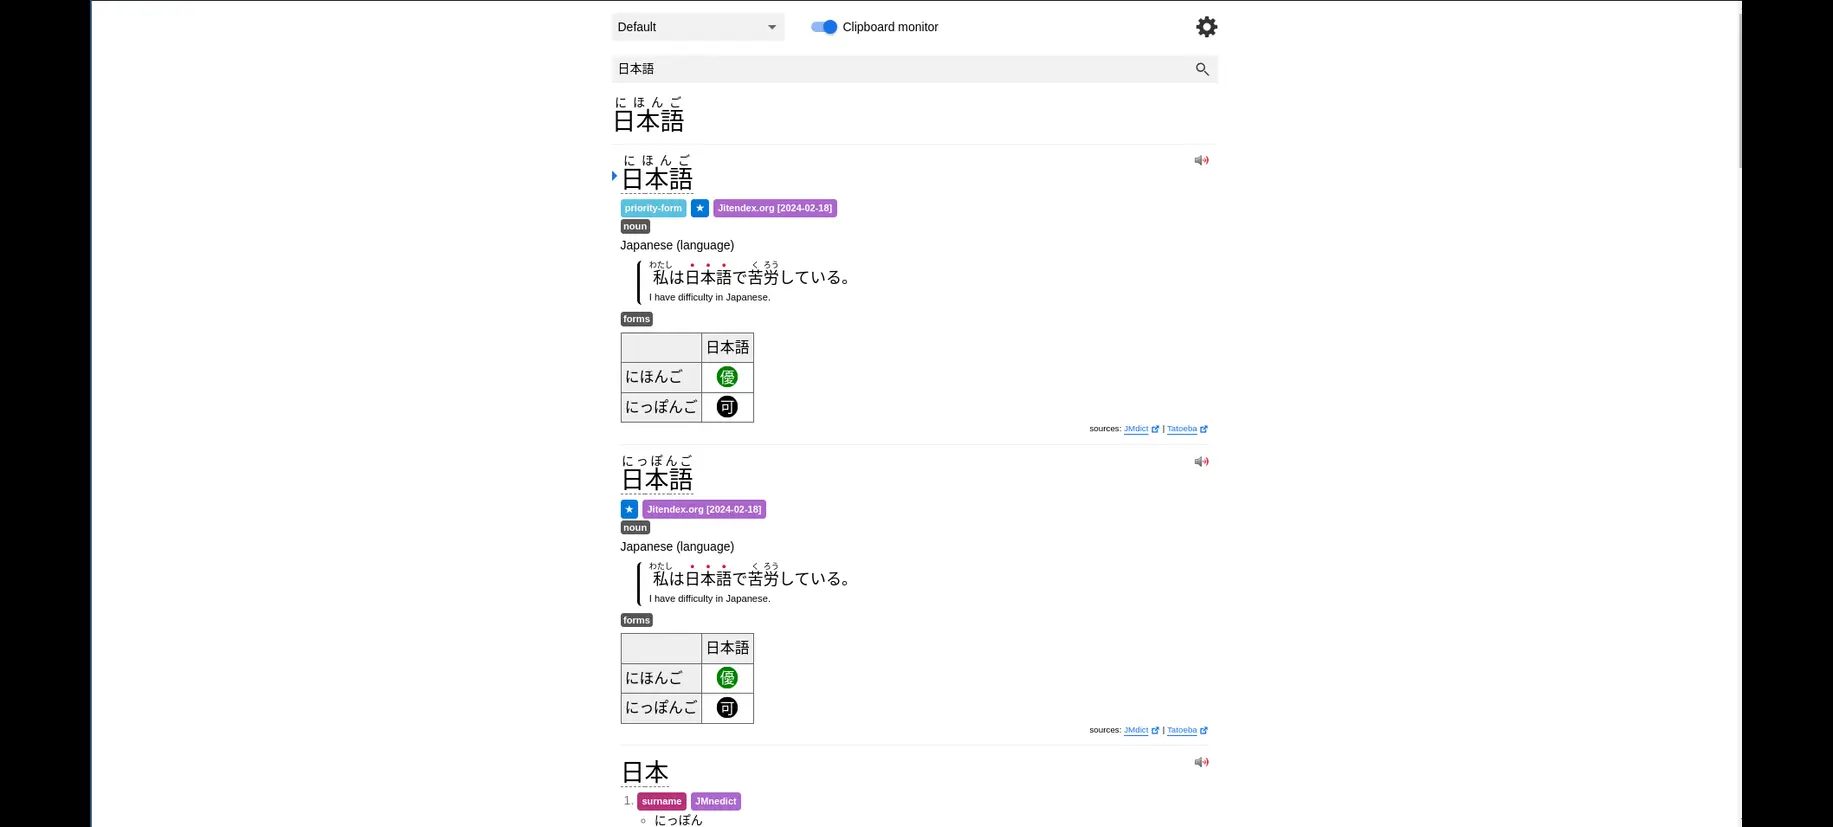 Default Clipboard monitor
日本語
にほんご
日本語
にほんご
日本語
priority-form ★ Jitendex.org [2024-02-18]
noun
Japanese (language)
わたし くろう
私は日本語で苦労している。
I have difficulty in Japanese.
forms
日本語
にほんご 優
にっぽんご 可
sources: JMdict | Tatoeba
にっぽんご
日本語
★ Jitendex.org [2024-02-18]
noun
Japanese (language)
わたし くろう
私は日本語で苦労している。
I have difficulty in Japanese.
forms
日本語
にほんご 優
にっぽんご 可
sources: JMdict | Tatoeba
日本
1. surname JMnedict
にっぽん